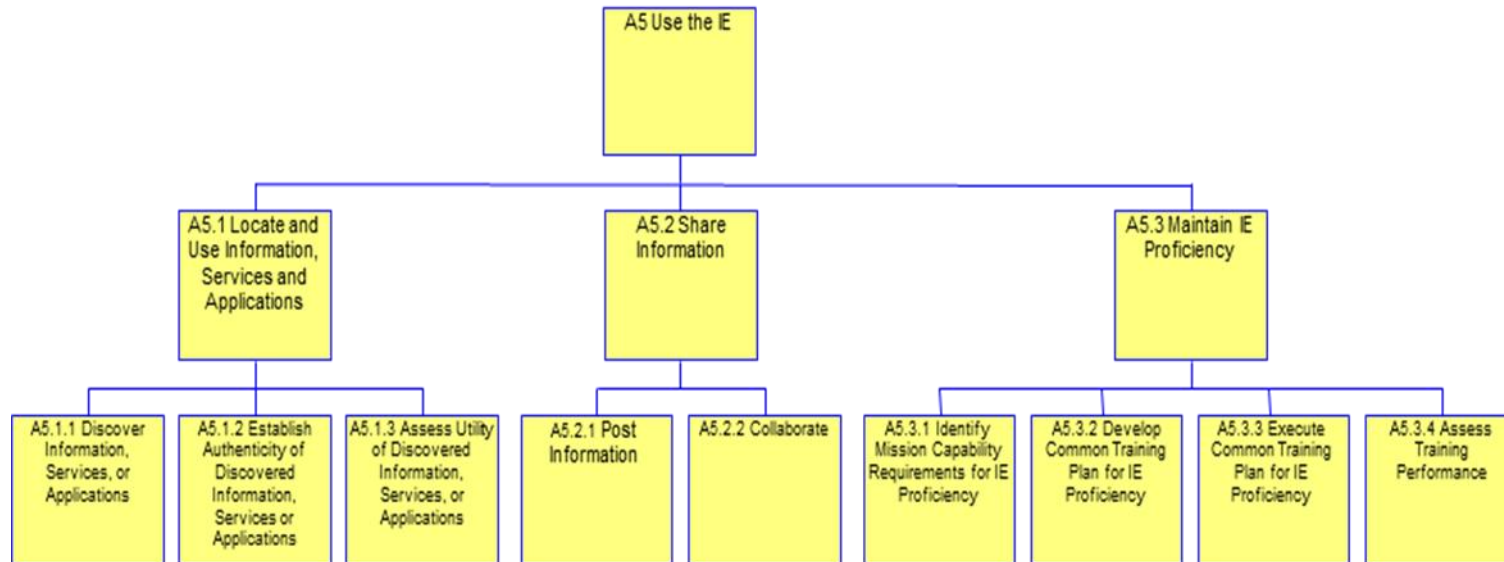 A5 Use the IE
A5.1 Locate and
Use Information,
Services and
Applications
A5.2 Share
Information
A5.3 Maintain IE
Proficiency
A5.1.1 Discover
Information,
Services, or
Applications
A5.1.2 Establish
Authenticity of
Discovered
Information,
Services or
Applications
A5.1.3 Assess Utility
of Discovered
Information,
Services, or
Applications
A5.2.1 Post
Information
A5.2.2 Collaborate
A5.3.1 Identify
Mission Capability
Requirements for IE
Proficiency
A5.3.2 Develop
Common Training
Plan for IE
Proficiency
A5.3.3 Execute
Common Training
Plan for IE
Proficiency
A5.3.4 Assess
Training
Performance